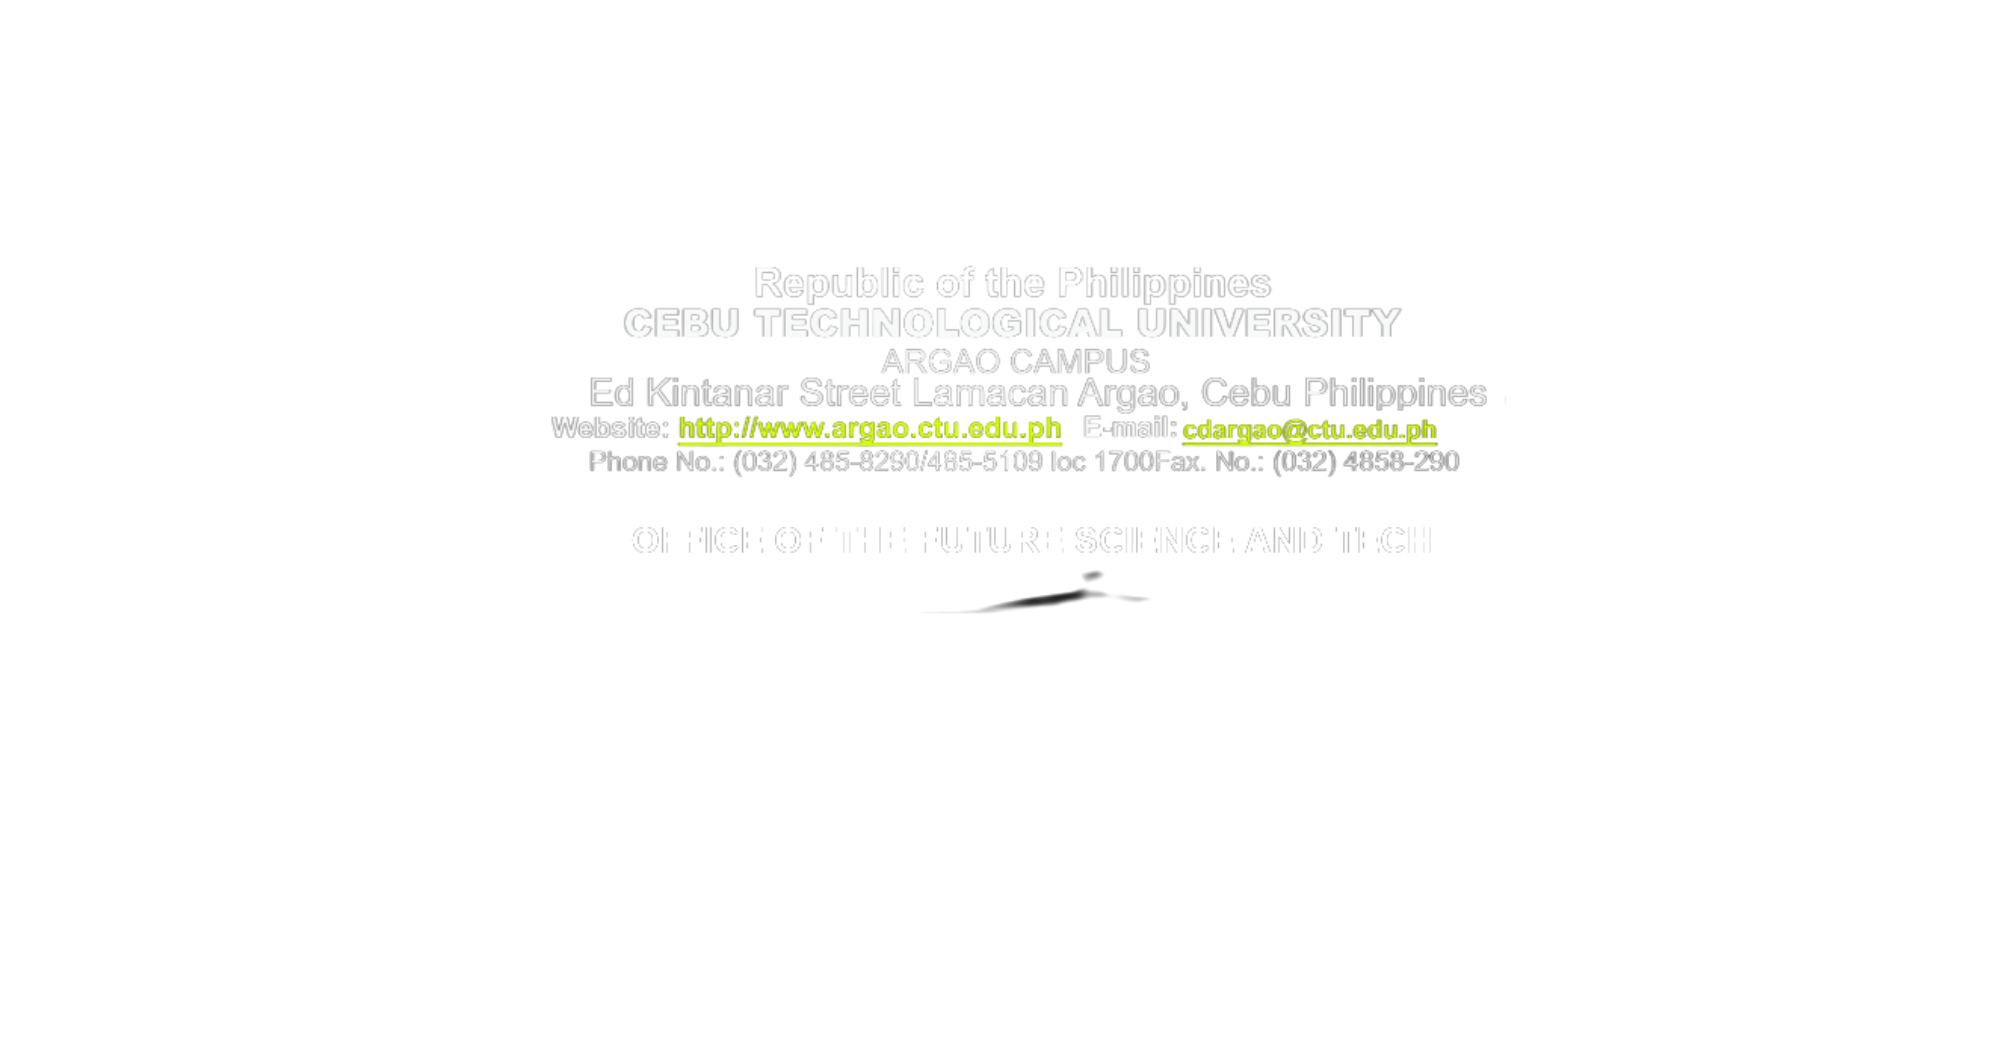 Republic of the Philippines
CEBU TECHNOLOGICAL UNIVERSITY
ARGAO CAMPUS
Ed Kintanar Street Lamacan Argao, Cebu Philippines
Website: http://www.argao.ctu.edu.ph E-mail: cdargao@ctu.edu.ph
Phone No.: (032) 485-8290/485-5109 loc 1700Fax. No.: (032) 4858-290
OFFICE OF THE FUTURE SCIENCE AND TECH